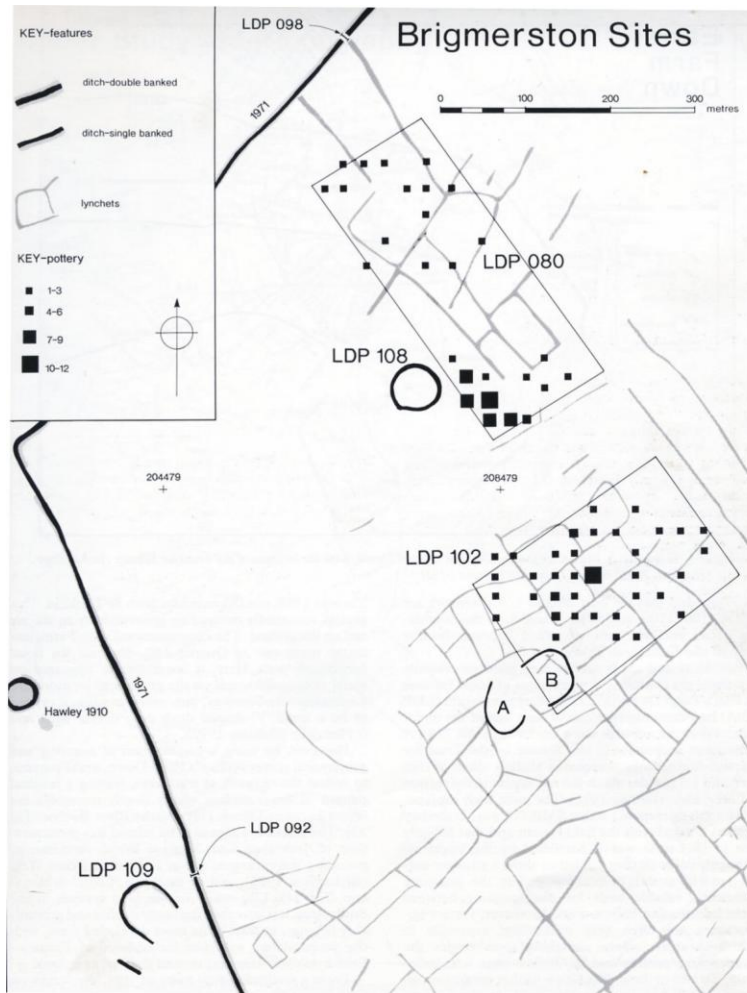 Brigmerston Sites
0 100 200 300
metres
KEY-features
ditch-double banked
ditch-single banked
lynchets
KEY-pottery
1-3
4-6
7-9
10-12
LDP 098
1971
LDP 080
LDP 108
204479
208479
LDP 102
B
A
1971
Hawley 1910
LDP 092
LDP 109